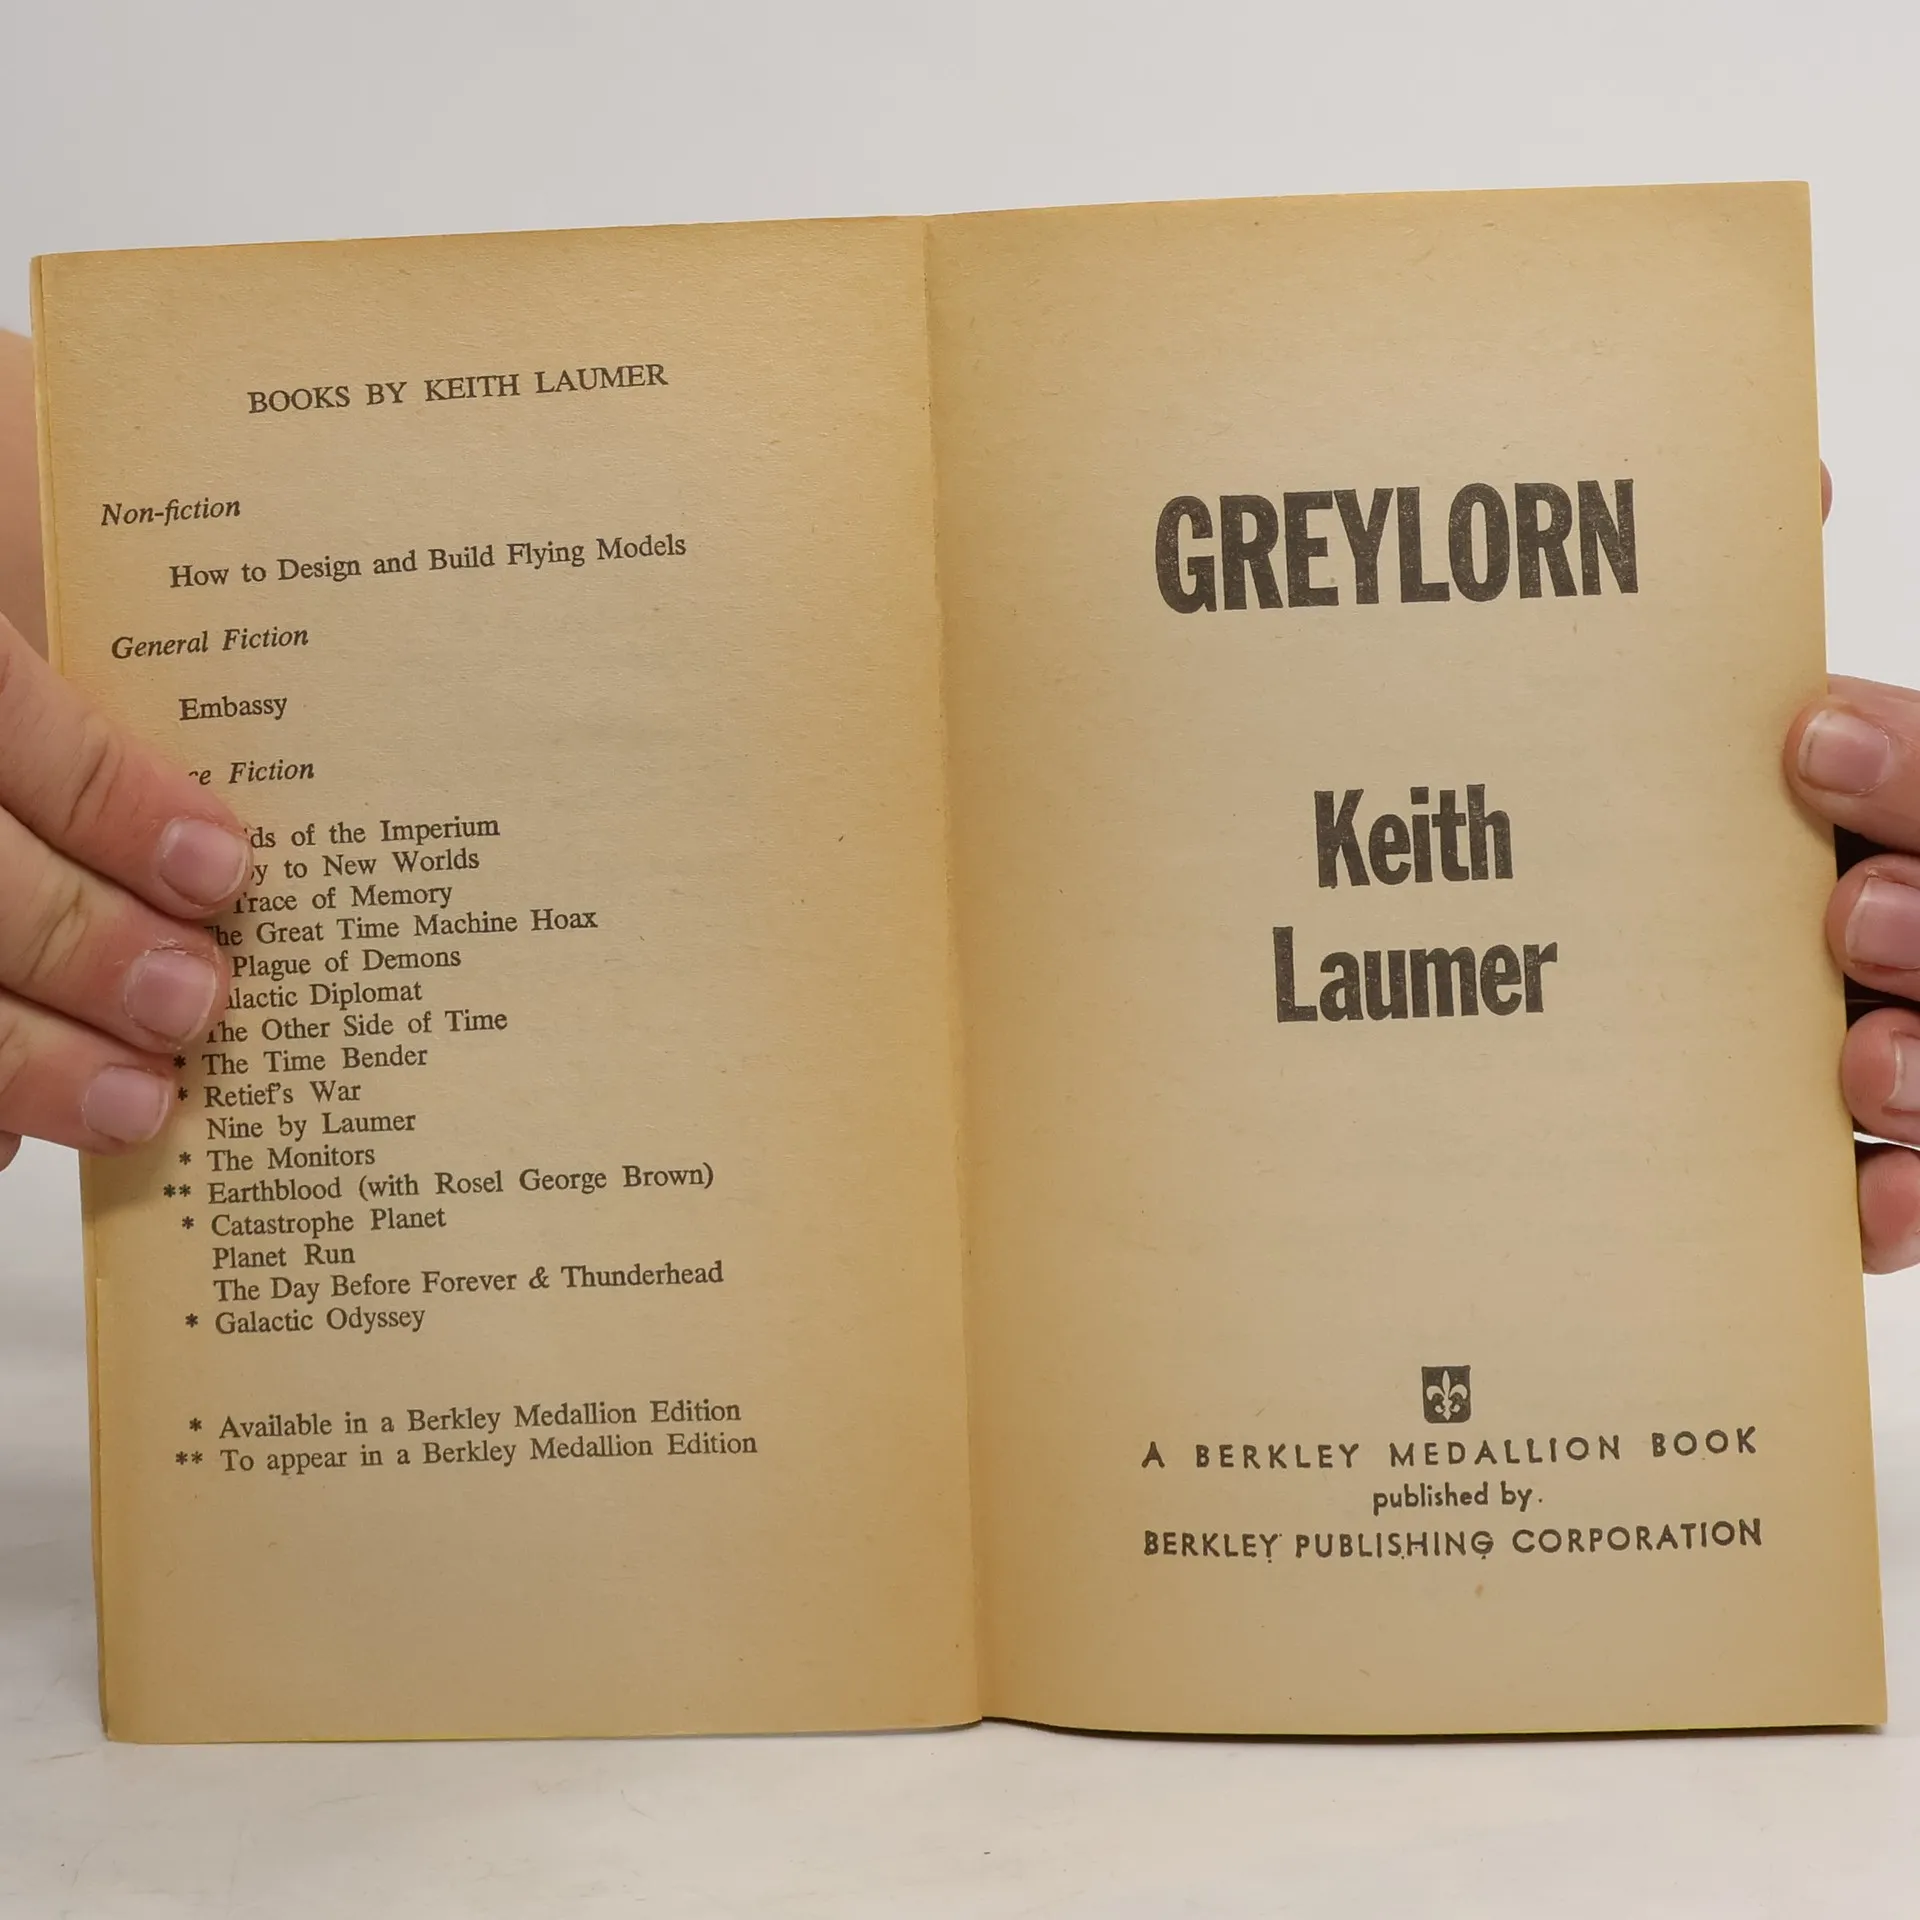 BOOKS BY KEITH LAUMER
Non-fiction
How to Design and Build Flying Models
General Fiction
Embassy
Fiction
of the Imperium
to New Worlds
Trace of Memory
The Great Time Machine Hoax
Plague of Demons
Diplomat
The Other Side of Time
* The Time Bender
* Retief's War
Nine by Laumer
* The Monitors
** Earthblood (with Rosel George Brown)
* Catastrophe Planet
Planet Run
The Day Before Forever & Thunderhead
* Galactic Odyssey
* Available in a Berkley Medallion Edition
** To appear in a Berkley Medallion Edition
GREYLORN
Keith
Laumer
A BERKLEY MEDALLION BOOK
published by
BERKLEY PUBLISHING CORPORATION